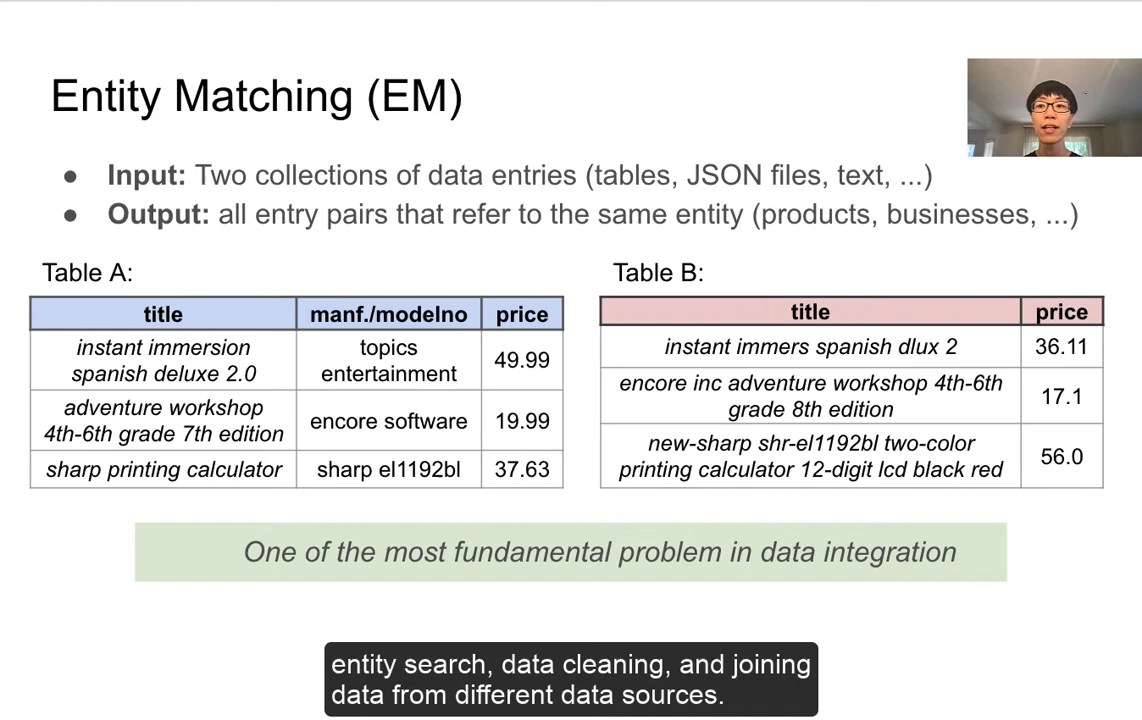 Entity Matching (EM)
● Input: Two collections of data entries (tables, JSON files, text, ...)
● Output: all entry pairs that refer to the same entity (products, businesses, ...)
Table A:
title manf./modelno price
instant immersion
spanish deluxe 2.0
topics
entertainment
49.99
adventure workshop
4th-6th grade 7th edition
encore software
19.99
sharp printing calculator
sharp el1192bl
37.63
Table B:
title price
instant immers spanish dlux 2
36.11
encore inc adventure workshop 4th-6th
grade 8th edition
17.1
new-sharp shr-el1192bl two-color
printing calculator 12-digit lcd black red
56.0
One of the most fundamental problem in data integration
entity search, data cleaning, and joining
data from different data sources.